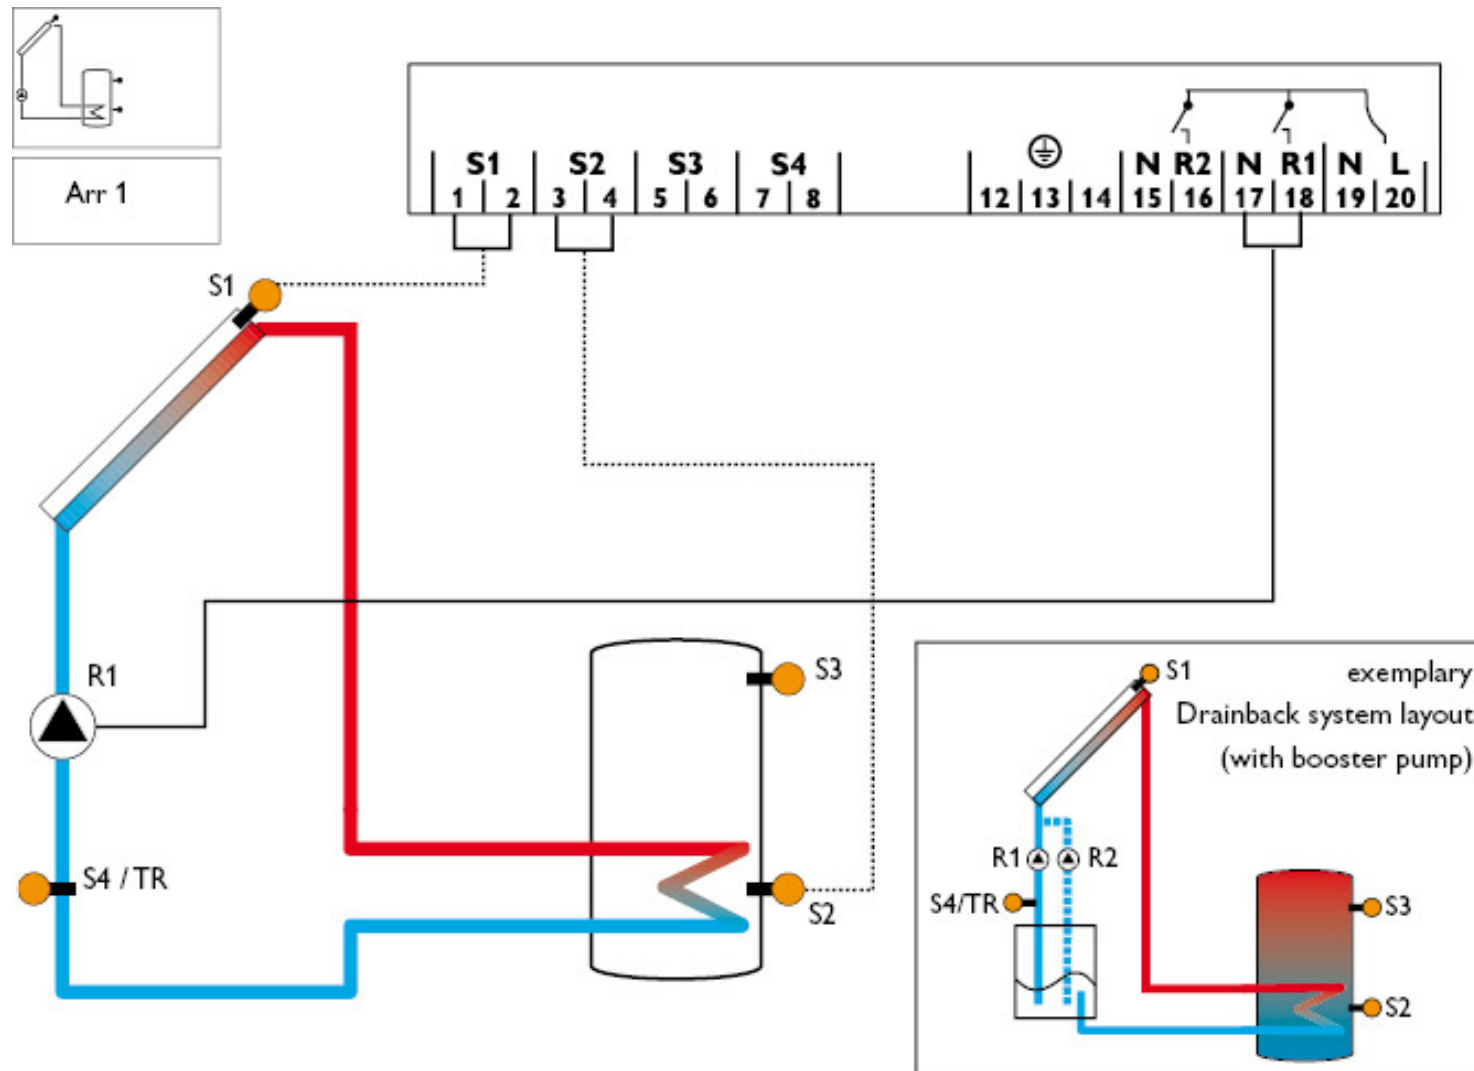 Arr 1
S1 S2 S3 S4 N R2 N R1 N L
1 2 3 4 5 6 7 8 12 13 14 15 16 17 18 19 20
S1
R1
S4 / TR
S3
S2
S1
exemplary
Drainback system layout
(with booster pump)
R1 R2
S4/TR
S3
S2